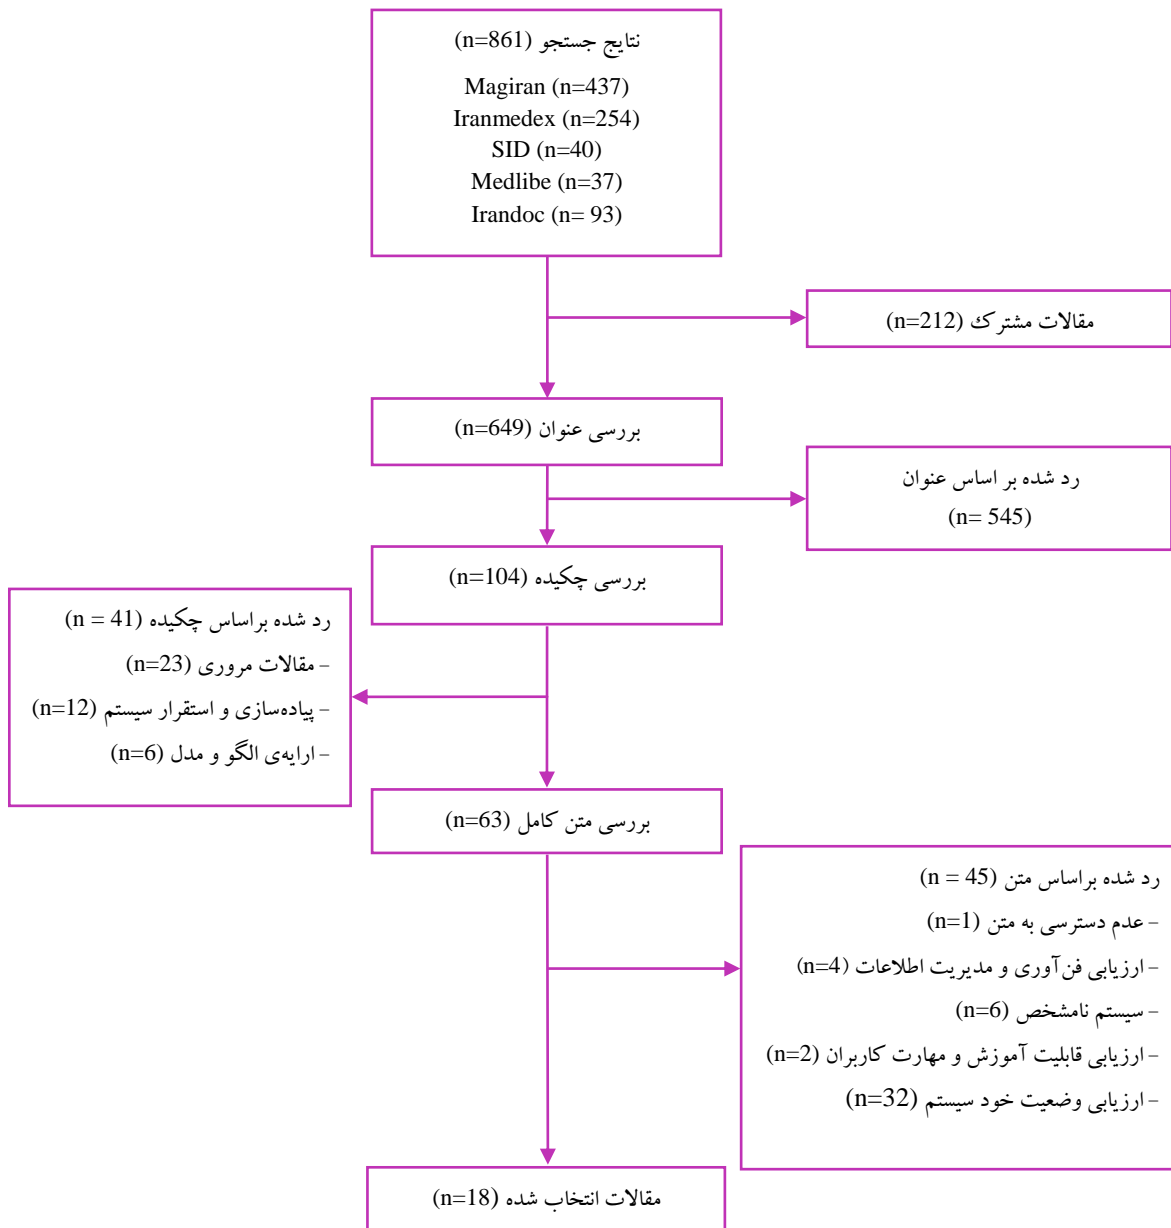 نتایج جستجو (n=861)
Magiran (n=437)
Iranmedex (n=254)
SID (n=40)
Medlibe (n=37)
Irandoc (n= 93)
مقالات مشترک (n=212)
بررسی عنوان (n=649)
رد شده بر اساس عنوان
(n= 545)
بررسی چکیده (n=104)
رد شده براساس چکیده (n = 41)
- مقالات مروری (n=23)
- پیاده‌سازی و استقرار سیستم (n=12)
- ارایه‌ی الگو و مدل (n=6)
بررسی متن کامل (n=63)
رد شده براساس متن (n = 45)
- عدم دسترسی به متن (n=1)
- ارزیابی فن‌آوری و مدیریت اطلاعات (n=4)
- سیستم نامشخص (n=6)
- ارزیابی قابلیت آموزش و مهارت کاربران (n=2)
- ارزیابی وضعیت خود سیستم (n=32)
مقالات انتخاب شده (n=18)